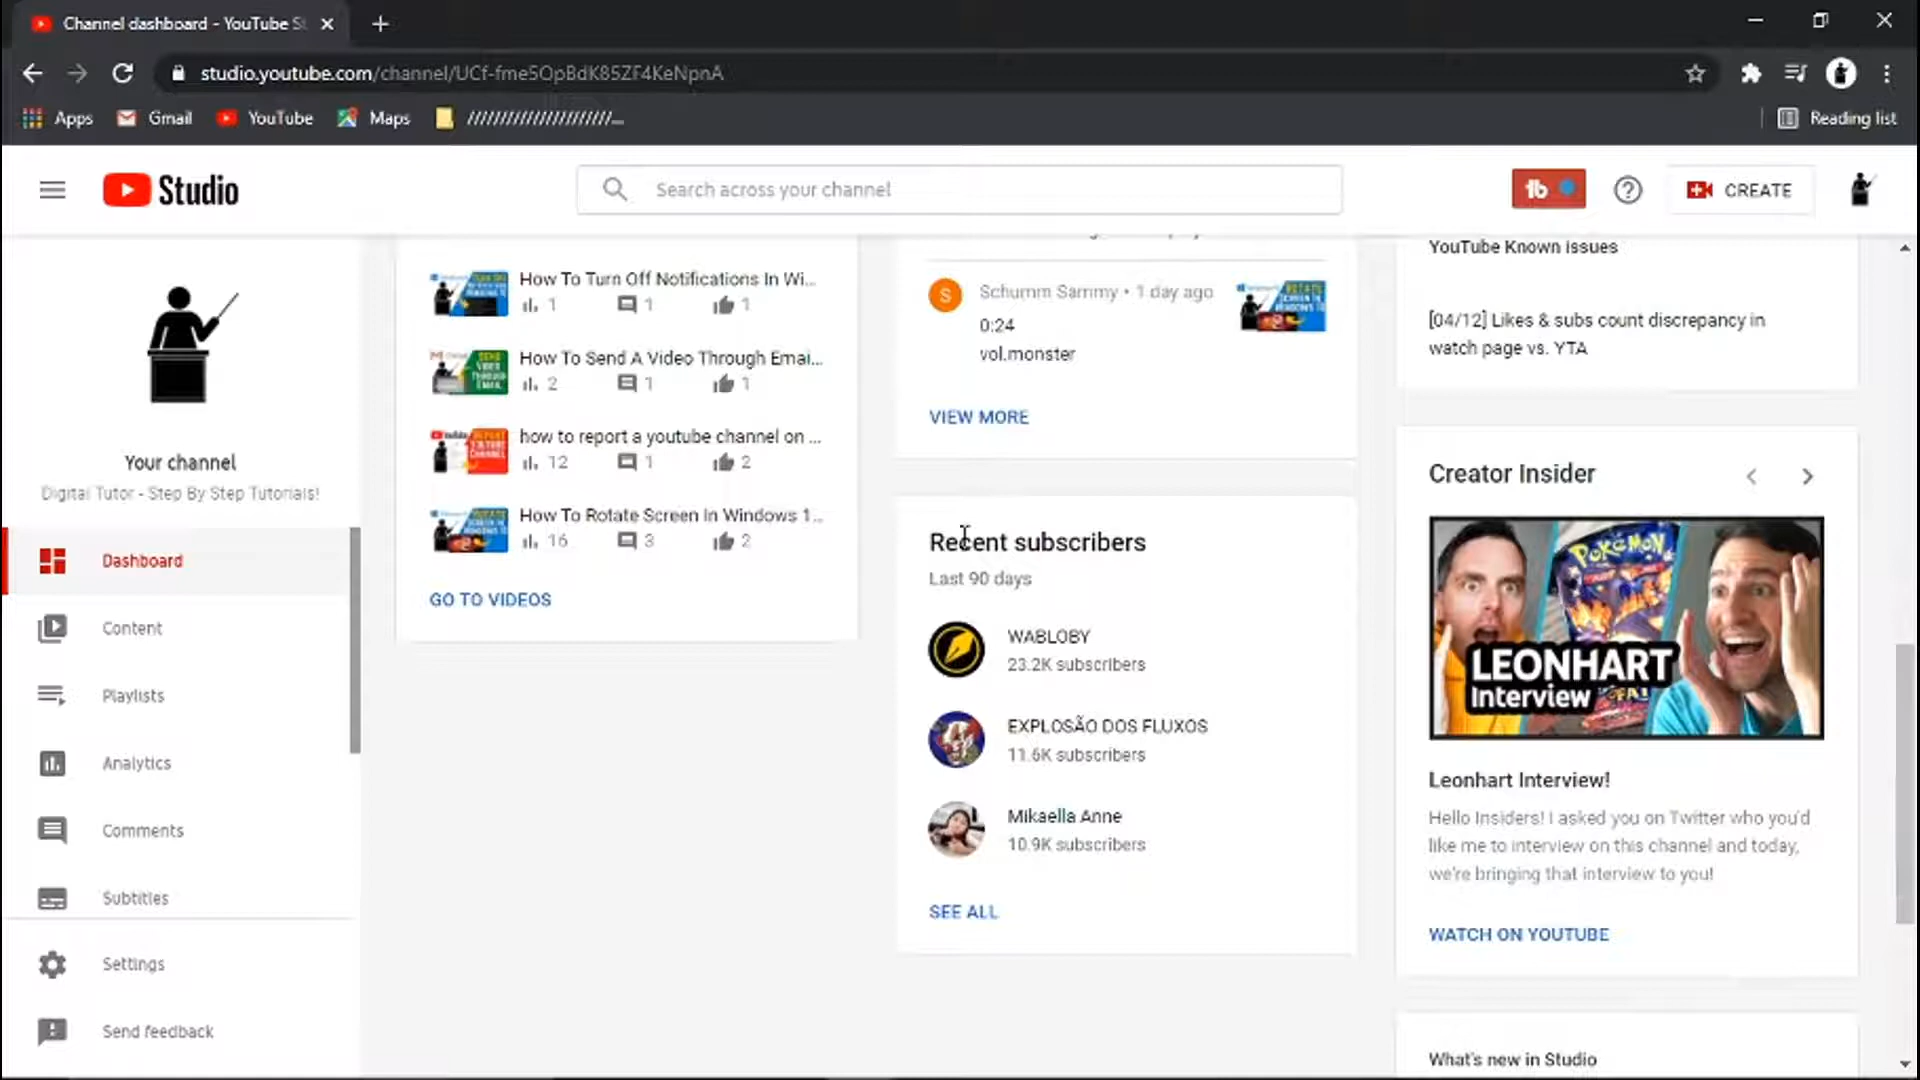 Channel dashboard - YouTube St
studio.youtube.com/channel/UCf-fme5OpBdK85ZF4KeNpnA
Apps
Gmail
YouTube
Maps
//////////////////////...
Reading list
Studio
Search across your channel
CREATE
Your channel
Digital Tutor - Step By Step Tutorials!
Dashboard
Content
Playlists
Analytics
Comments
Subtitles
Settings
Send feedback
How To Turn Off Notifications In Wi...
1 1 1
How To Send A Video Through Emai...
2 1 1
how to report a youtube channel on ...
12 1 2
How To Rotate Screen In Windows 1...
16 3 2
GO TO VIDEOS
S
Schumm Sammy • 1 day ago
0:24
vol.monster
VIEW MORE
Recent subscribers
Last 90 days
WABLOBY
23.2K subscribers
EXPLOSÃO DOS FLUXOS
11.6K subscribers
Mikaella Anne
10.9K subscribers
SEE ALL
YouTube Known Issues
[04/12] Likes & subs count discrepancy in
watch page vs. YTA
Creator Insider
POKÉMON
LEONHART
Interview
Leonhart Interview!
Hello Insiders! I asked you on Twitter who you'd
like me to interview on this channel and today,
we're bringing that interview to you!
WATCH ON YOUTUBE
What's new in Studio